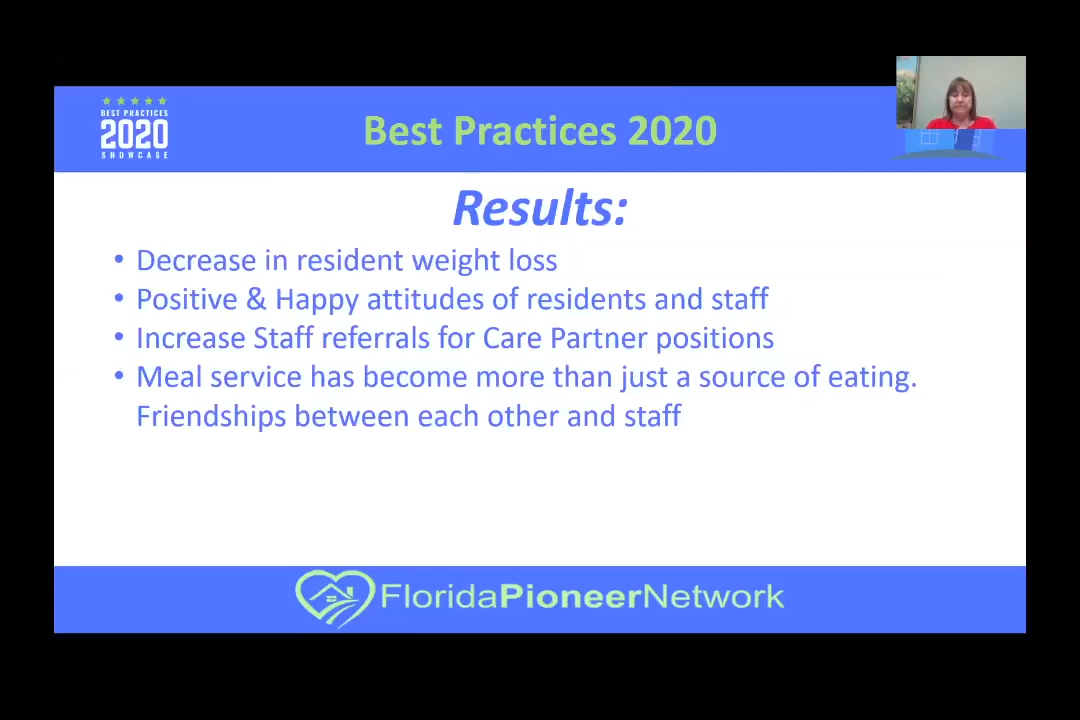 BEST PRACTICES
2020
SHOWCASE
Best Practices 2020
Results:
• Decrease in resident weight loss
• Positive & Happy attitudes of residents and staff
• Increase Staff referrals for Care Partner positions
• Meal service has become more than just a source of eating.
Friendships between each other and staff
FloridaPioneerNetwork